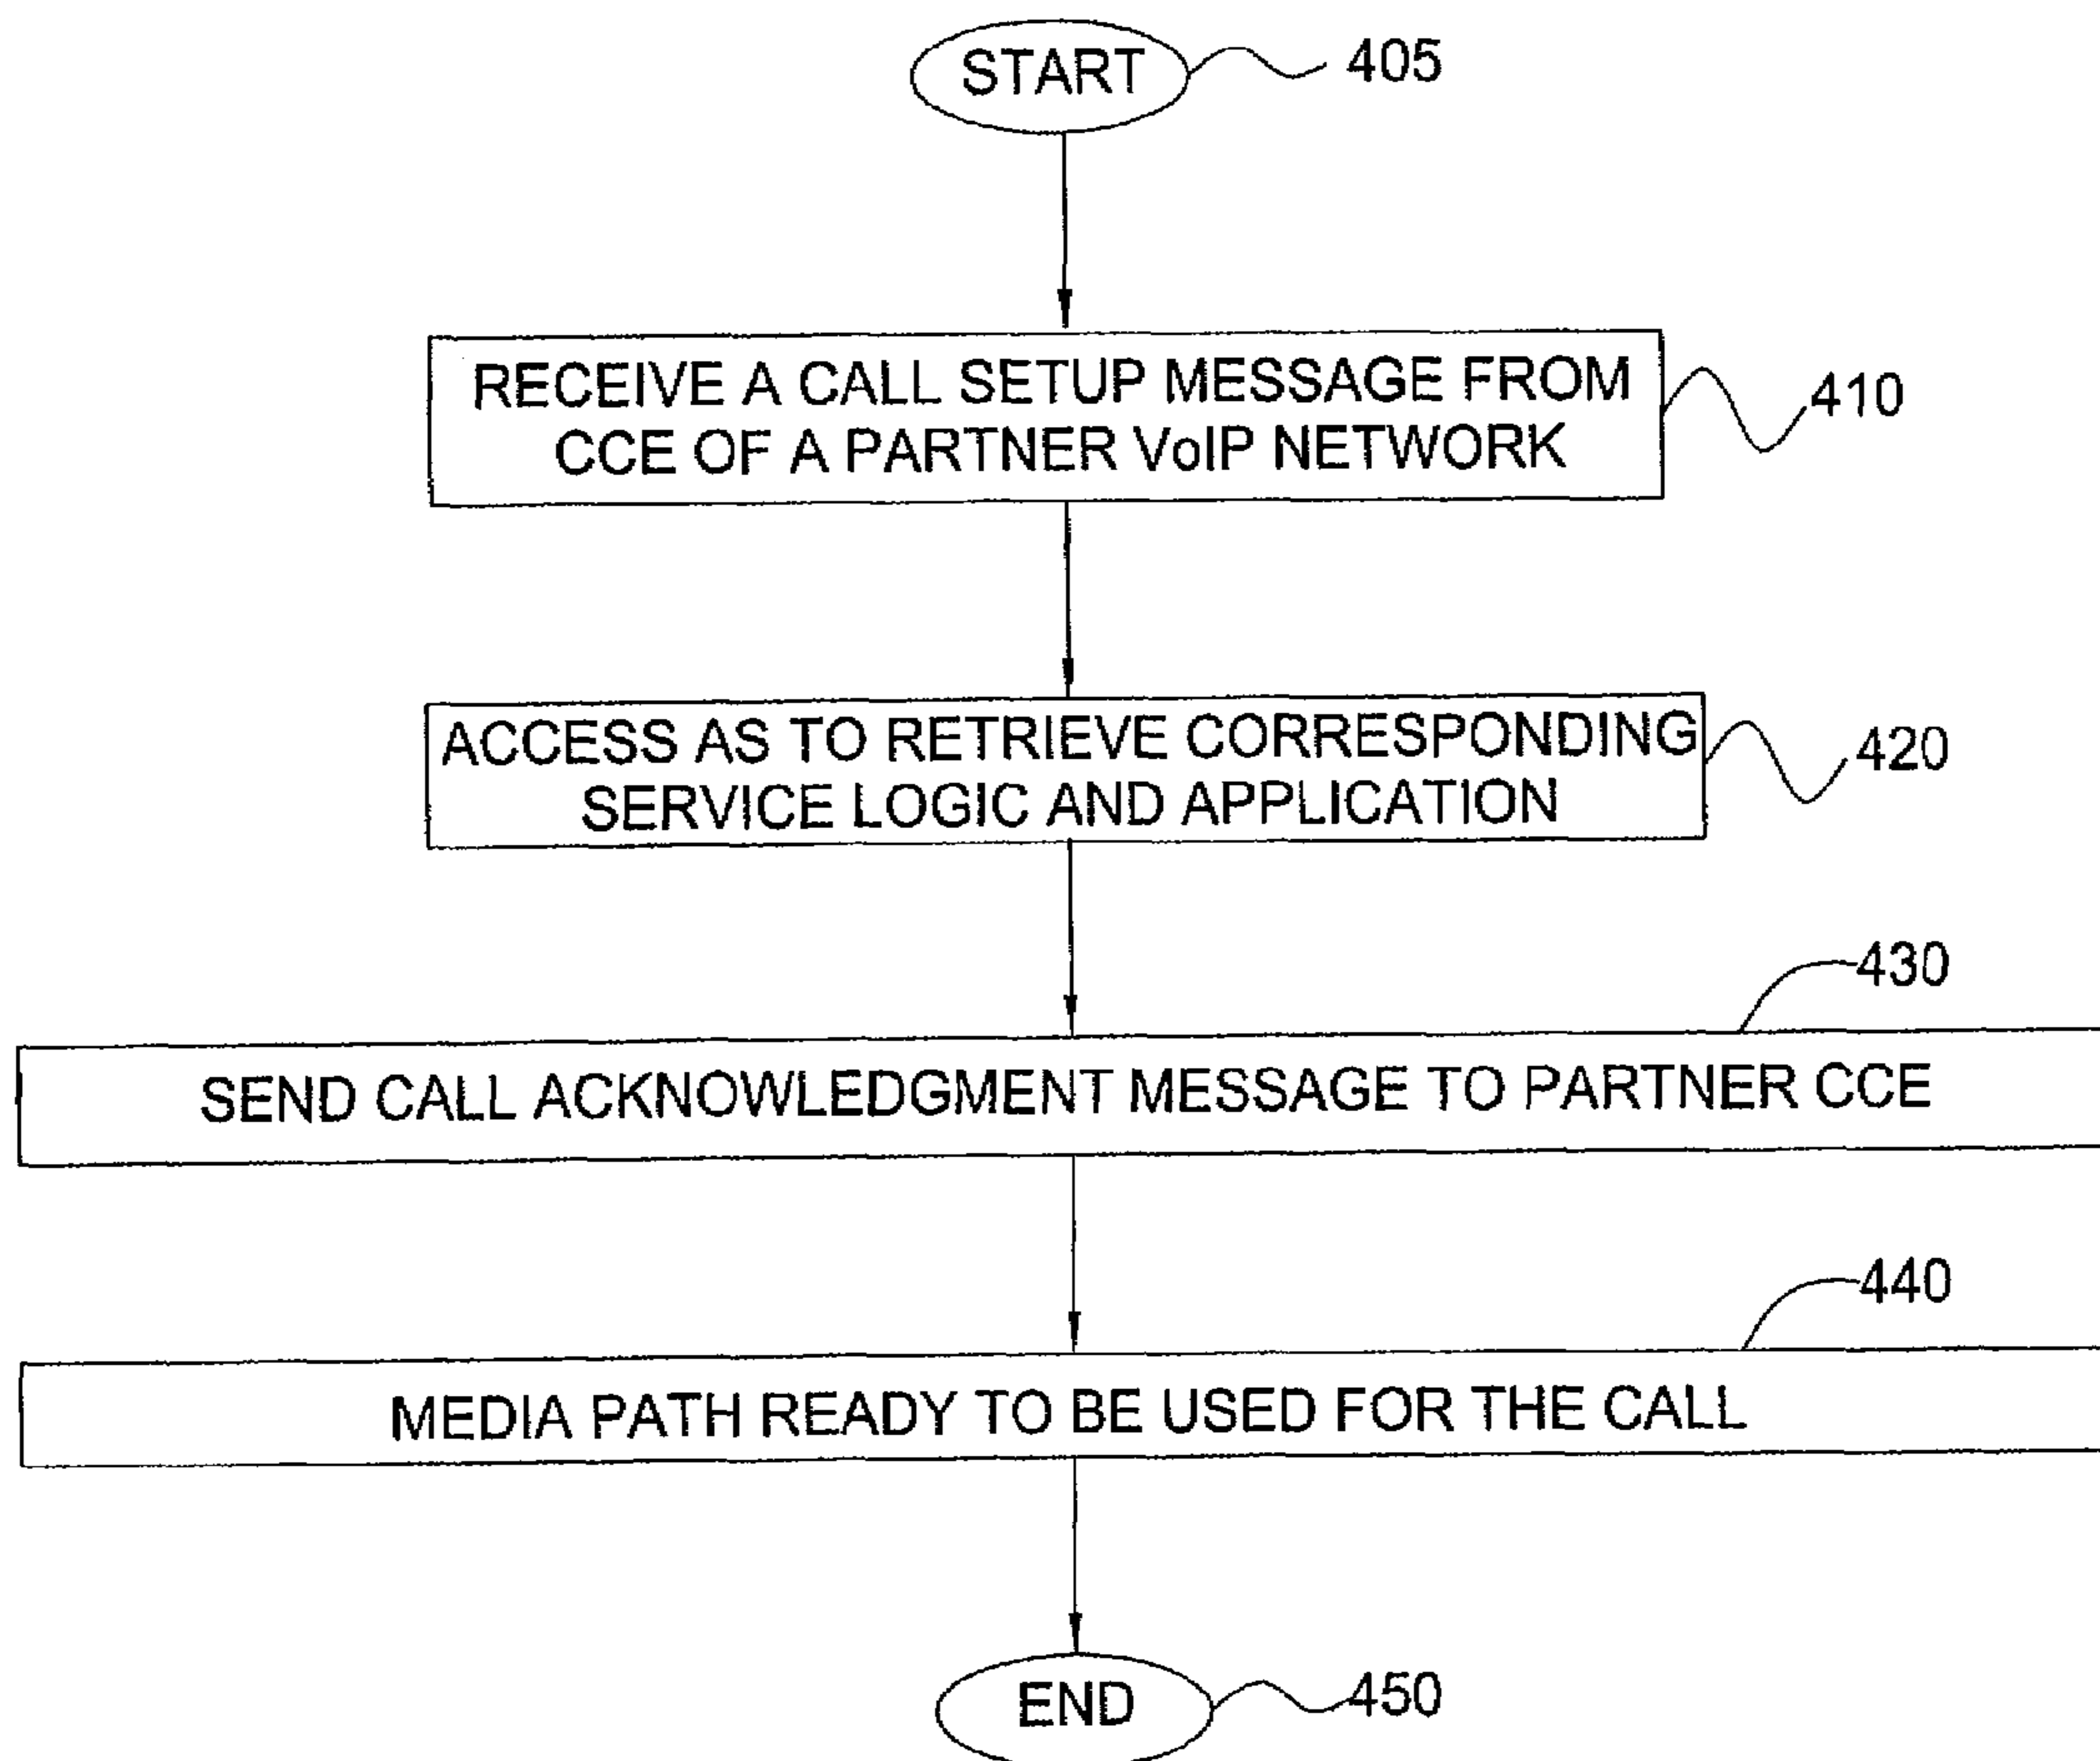 START
405
RECEIVE A CALL SETUP MESSAGE FROM
CCE OF A PARTNER VoIP NETWORK
410
ACCESS AS TO RETRIEVE CORRESPONDING
SERVICE LOGIC AND APPLICATION
420
430
SEND CALL ACKNOWLEDGMENT MESSAGE TO PARTNER CCE
440
MEDIA PATH READY TO BE USED FOR THE CALL
END
450